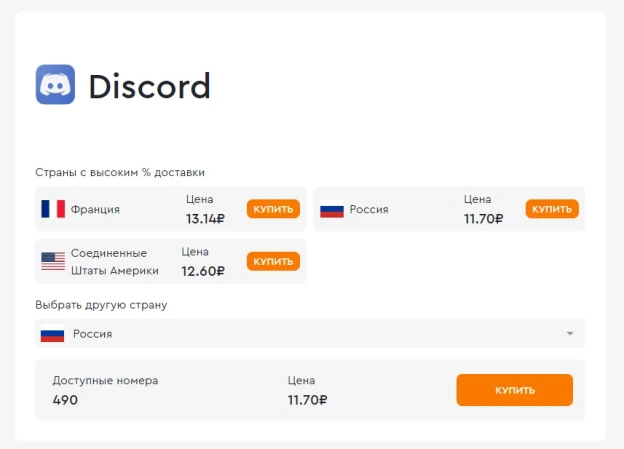 Discord
Страны с высоким % доставки
Франция
Цена
13.14₽
КУПИТЬ
Россия
Цена
11.70₽
КУПИТЬ
Соединенные
Штаты Америки
Цена
12.60₽
КУПИТЬ
Выбрать другую страну
Россия
Доступные номера
490
Цена
11.70₽
КУПИТЬ